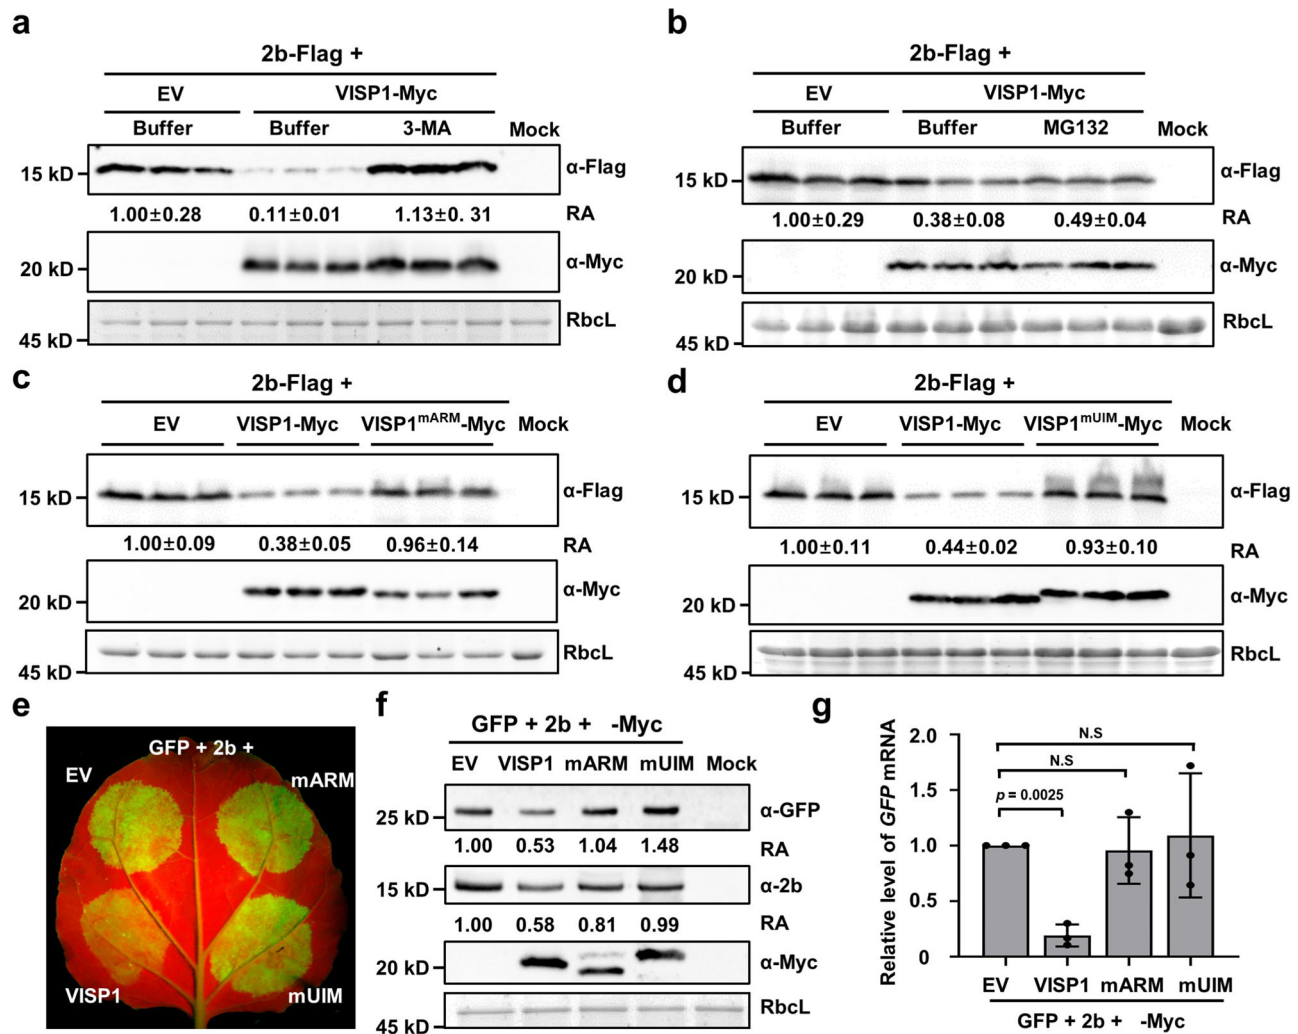 a
2b-Flag +
EV VISP1-Myc
Buffer Buffer 3-MA Mock
15 kD α-Flag
1.00±0.28 0.11±0.01 1.13±0. 31 RA
20 kD α-Myc
45 kD RbcL
b
2b-Flag +
EV VISP1-Myc
Buffer Buffer MG132 Mock
15 kD α-Flag
1.00±0.29 0.38±0.08 0.49±0.04 RA
20 kD α-Myc
45 kD RbcL
c
2b-Flag +
EV VISP1-Myc VISP1mARM-Myc Mock
15 kD α-Flag
1.00±0.09 0.38±0.05 0.96±0.14 RA
20 kD α-Myc
45 kD RbcL
d
2b-Flag +
EV VISP1-Myc VISP1mUIM-Myc Mock
15 kD α-Flag
1.00±0.11 0.44±0.02 0.93±0.10 RA
20 kD α-Myc
45 kD RbcL
e
GFP + 2b +
EV mARM
VISP1 mUIM
f
GFP + 2b + -Myc
EV VISP1 mARM mUIM Mock
25 kD α-GFP
1.00 0.53 1.04 1.48 RA
15 kD α-2b
1.00 0.58 0.81 0.99 RA
20 kD α-Myc
45 kD RbcL
g
Relative level of GFP mRNA
2.0
1.5
1.0
0.5
0
N.S
N.S
p = 0.0025
EV VISP1 mARM mUIM
GFP + 2b + -Myc